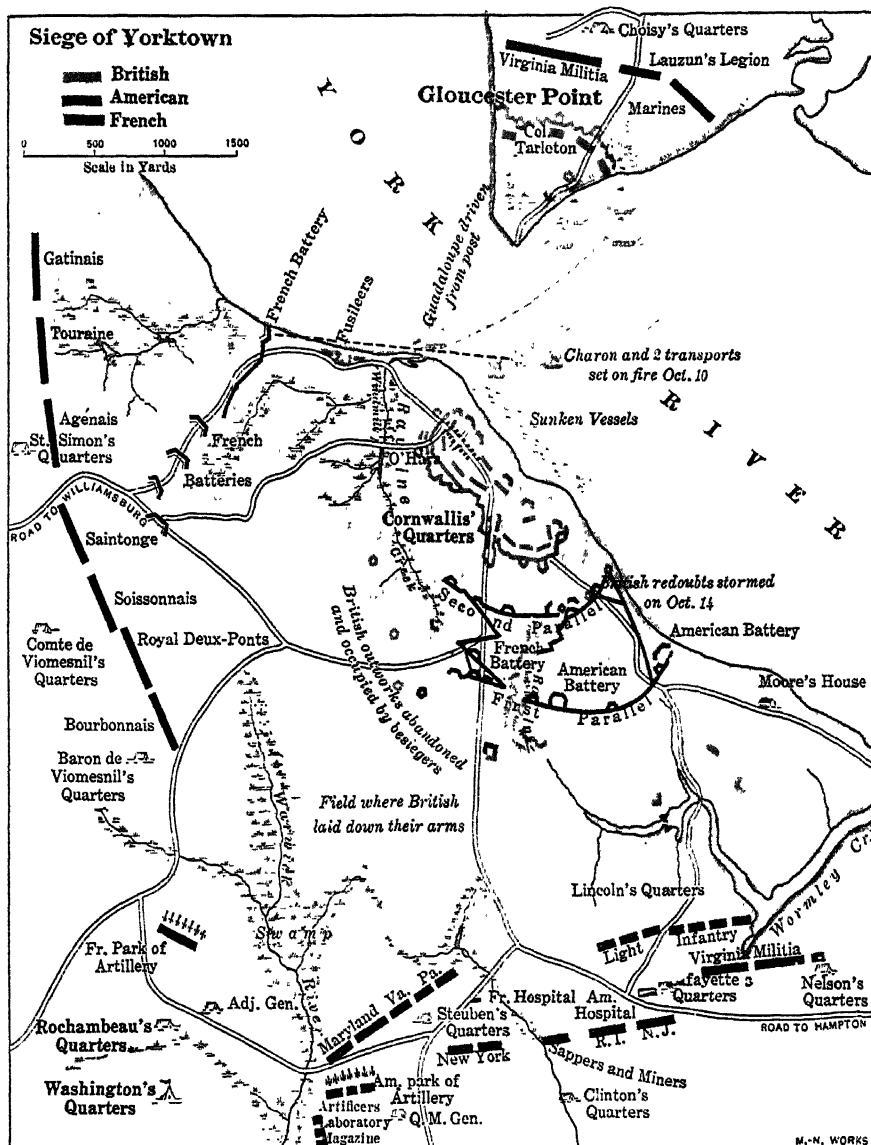 Siege of Yorktown
British
American
French
0 500 1000 1500
Scale in Yards
YORK RIVER
Choisy's Quarters
Virginia Militia
Lauzun's Legion
Gloucester Point
Marines
Col.
Tarleton
Gatinais
Touraine
Agénais
St. Simon's
Quarters
French Battery
Fusileers
Guadaloupe driven
from post
Charon and 2 transports
set on fire Oct. 10
Sunken Vessels
French
Batteries
ROAD TO WILLIAMSBURG
Windmill
Ravine
Creek
O'Hara
Cornwallis'
Quarters
Saintonge
Soissonnais
Royal Deux-Ponts
Bourbonnais
Comte de
Viomesnil's
Quarters
Baron de
Viomesnil's
Quarters
British outworks abandoned
and occupied by besiegers
Second Parallel
British redoubts stormed
on Oct. 14
French
Battery
American
Battery
First Parallel
American Battery
Moore's House
Field where British
laid down their arms
Swamp
River
Lincoln's Quarters
Wormley Cr.
Light Infantry
Virginia Militia
Quarters
Nelson's
Quarters
ROAD TO HAMPTON
Fr. Park of
Artillery
Adj. Gen.
Rochambeau's
Quarters
Washington's
Quarters
Maryland Va. Pa.
Steuben's
Quarters
New York
Fr. Hospital
Am.
Hospital
R. I. N. J.
Sappers and Miners
Clinton's
Quarters
Am. park of
Artillery
Artificers
Laboratory
Magazine
Q. M. Gen.
M.-N. WORKS